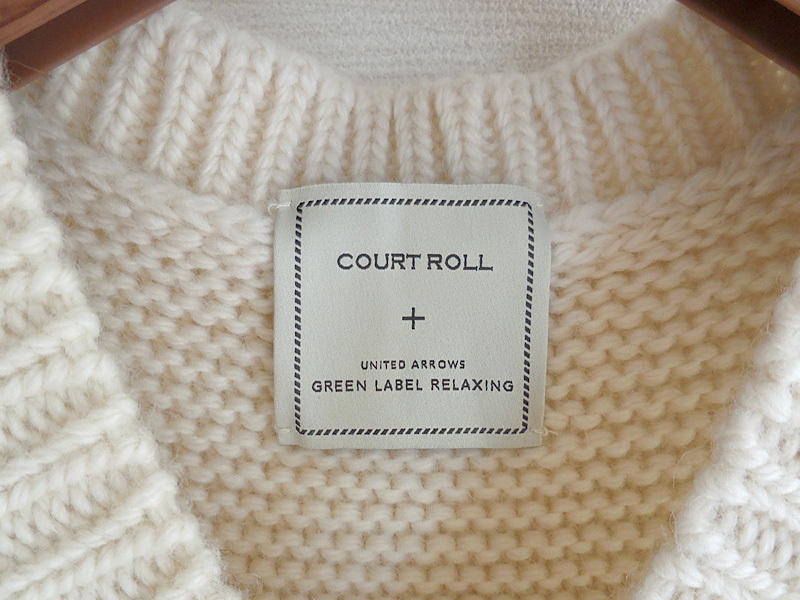 COURT ROLL
+
UNITED ARROWS
GREEN LABEL RELAXING